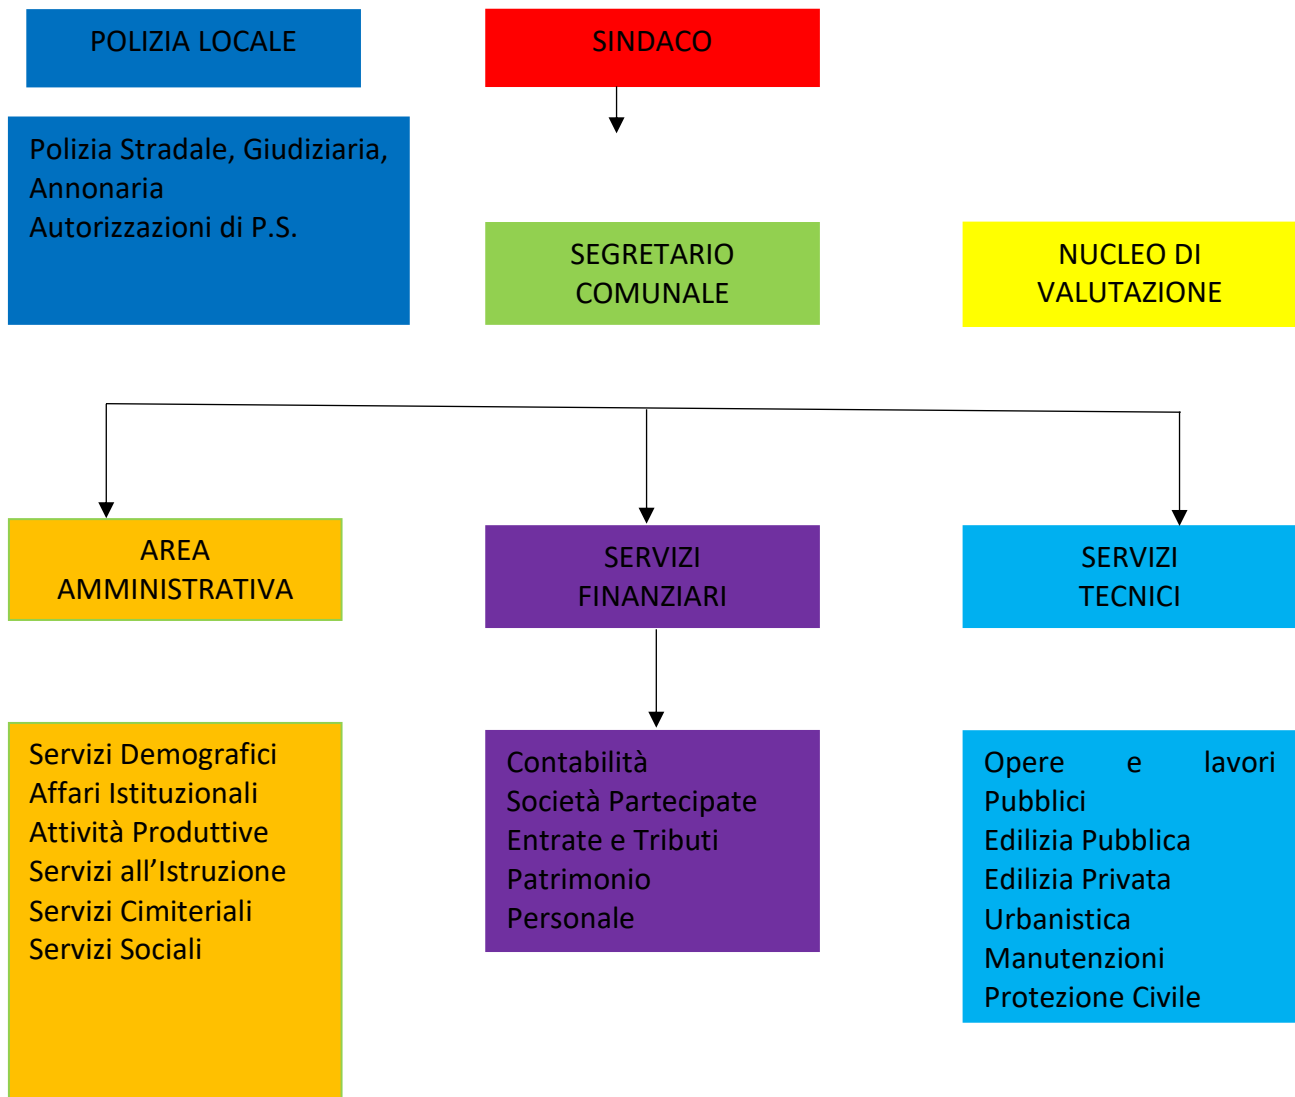 POLIZIA LOCALE
SINDACO
Polizia Stradale, Giudiziaria,
Annonaria
Autorizzazioni di P.S.
SEGRETARIO
COMUNALE
NUCLEO DI
VALUTAZIONE
AREA
AMMINISTRATIVA
SERVIZI
FINANZIARI
SERVIZI
TECNICI
Servizi Demografici
Affari Istituzionali
Attività Produttive
Servizi all’Istruzione
Servizi Cimiteriali
Servizi Sociali
Contabilità
Società Partecipate
Entrate e Tributi
Patrimonio
Personale
Opere e lavori
Pubblici
Edilizia Pubblica
Edilizia Privata
Urbanistica
Manutenzioni
Protezione Civile